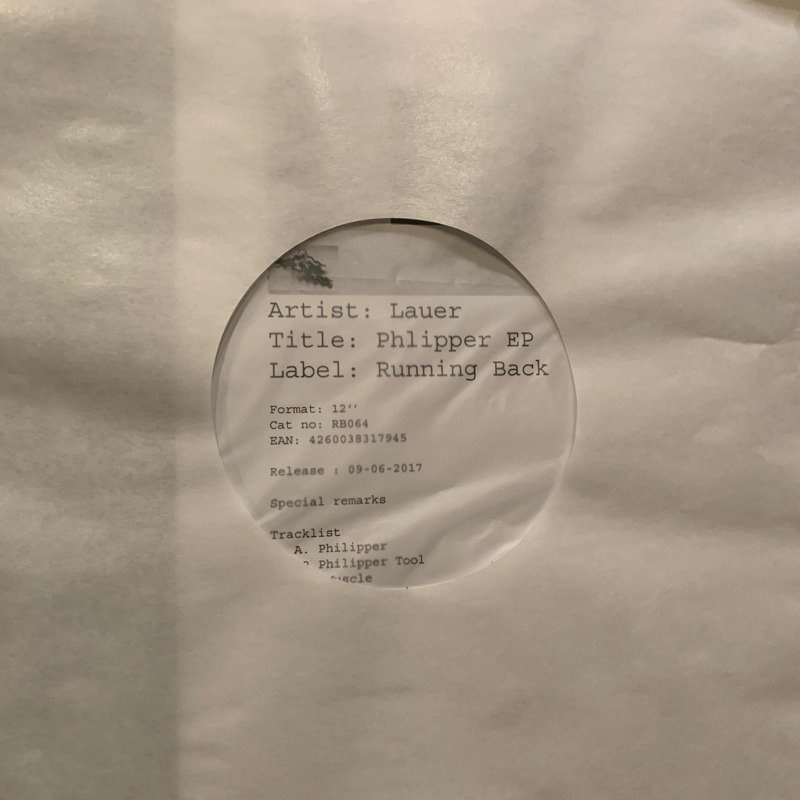 Artist: Lauer
Title: Phlipper EP
Label: Running Back
Format: 12''
Cat no: RB064
EAN: 4260038317945
Release : 09-06-2017
Special remarks
Tracklist
A. Philipper
Philipper Tool